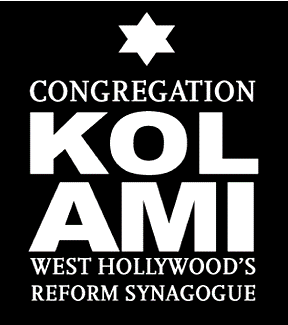 CONGREGATION
KOL
AMI
WEST HOLLYWOOD'S
REFORM SYNAGOGUE